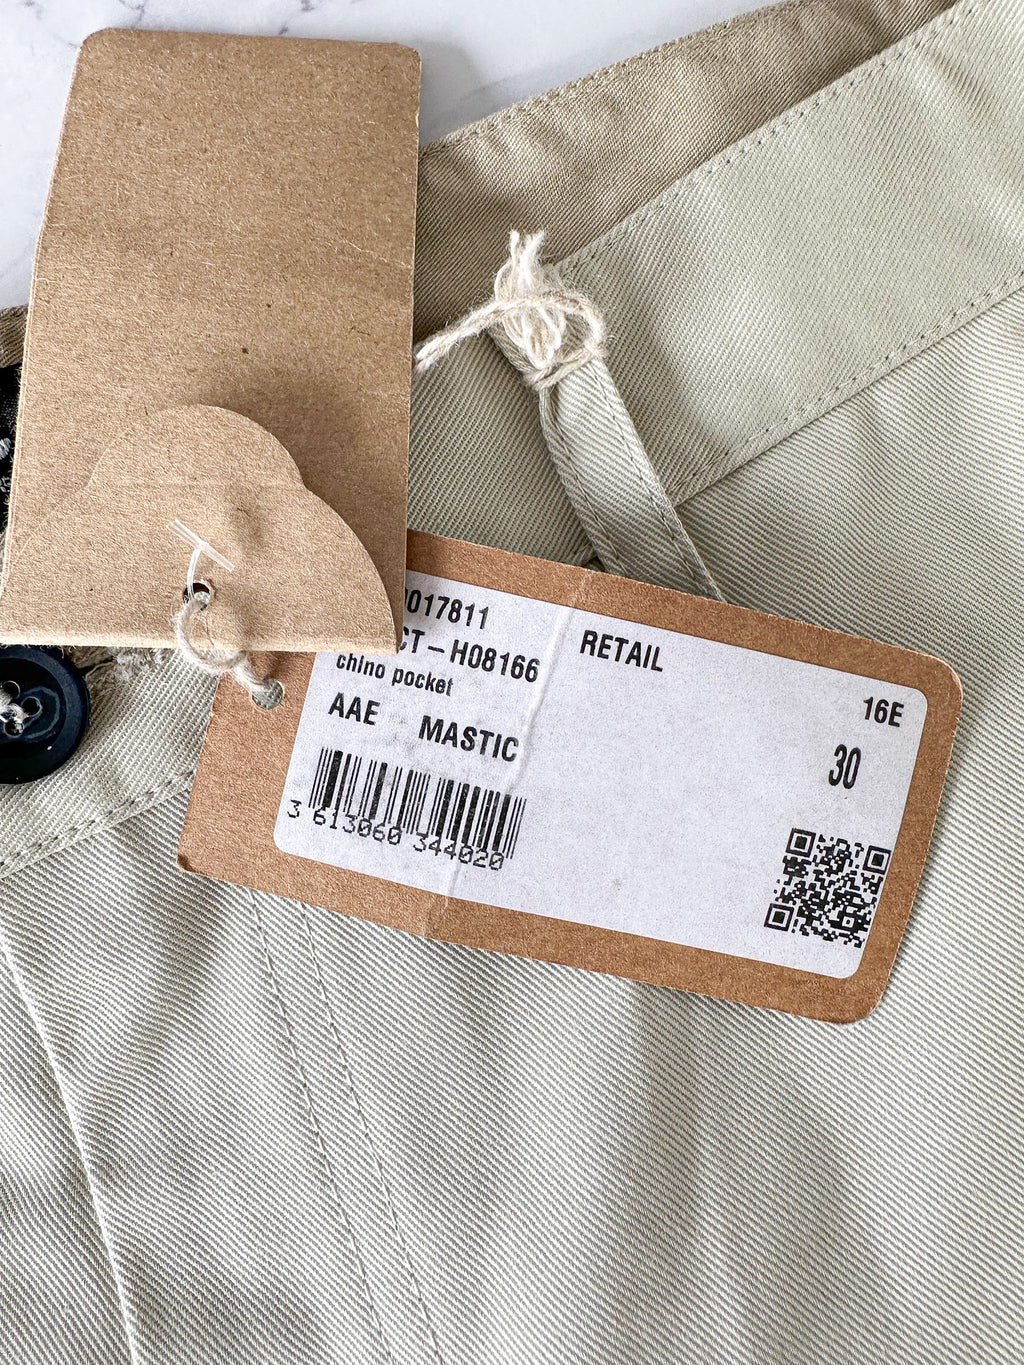 017811
CT – H08166
chino pocket
AAE MASTIC
3 613060 344020
RETAIL
16E
30